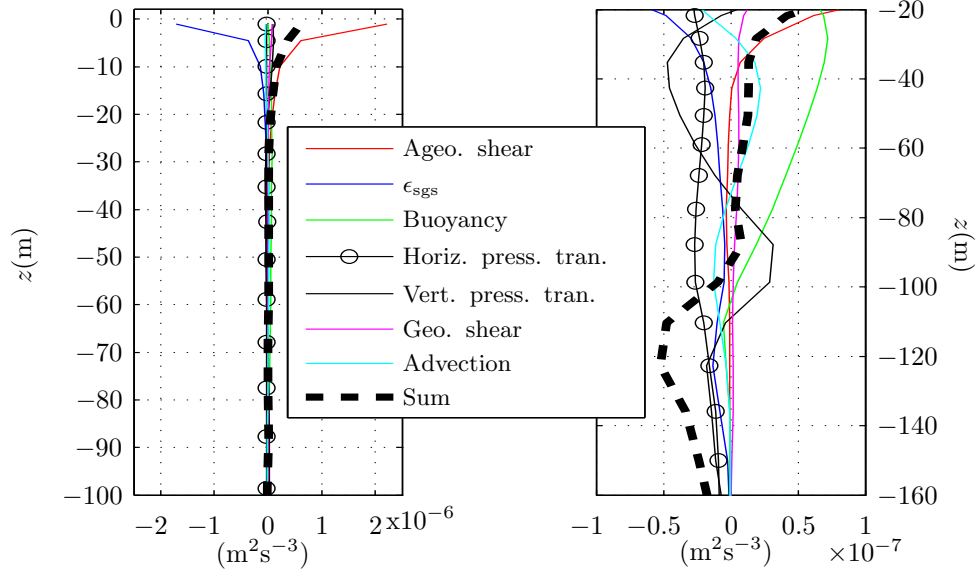 0
−10
−20
−30
−40
−50
−60
−70
−80
−90
−100
z(m)
−2 −1 0 1 2 x10⁻⁶
(m²s⁻³)
Ageo. shear
ϵsgs
Buoyancy
Horiz. press. tran.
Vert. press. tran.
Geo. shear
Advection
Sum
−20
−40
−60
−80
−100
−120
−140
−160
z(m)
−1 −0.5 0 0.5 1
(m²s⁻³) ×10⁻⁷